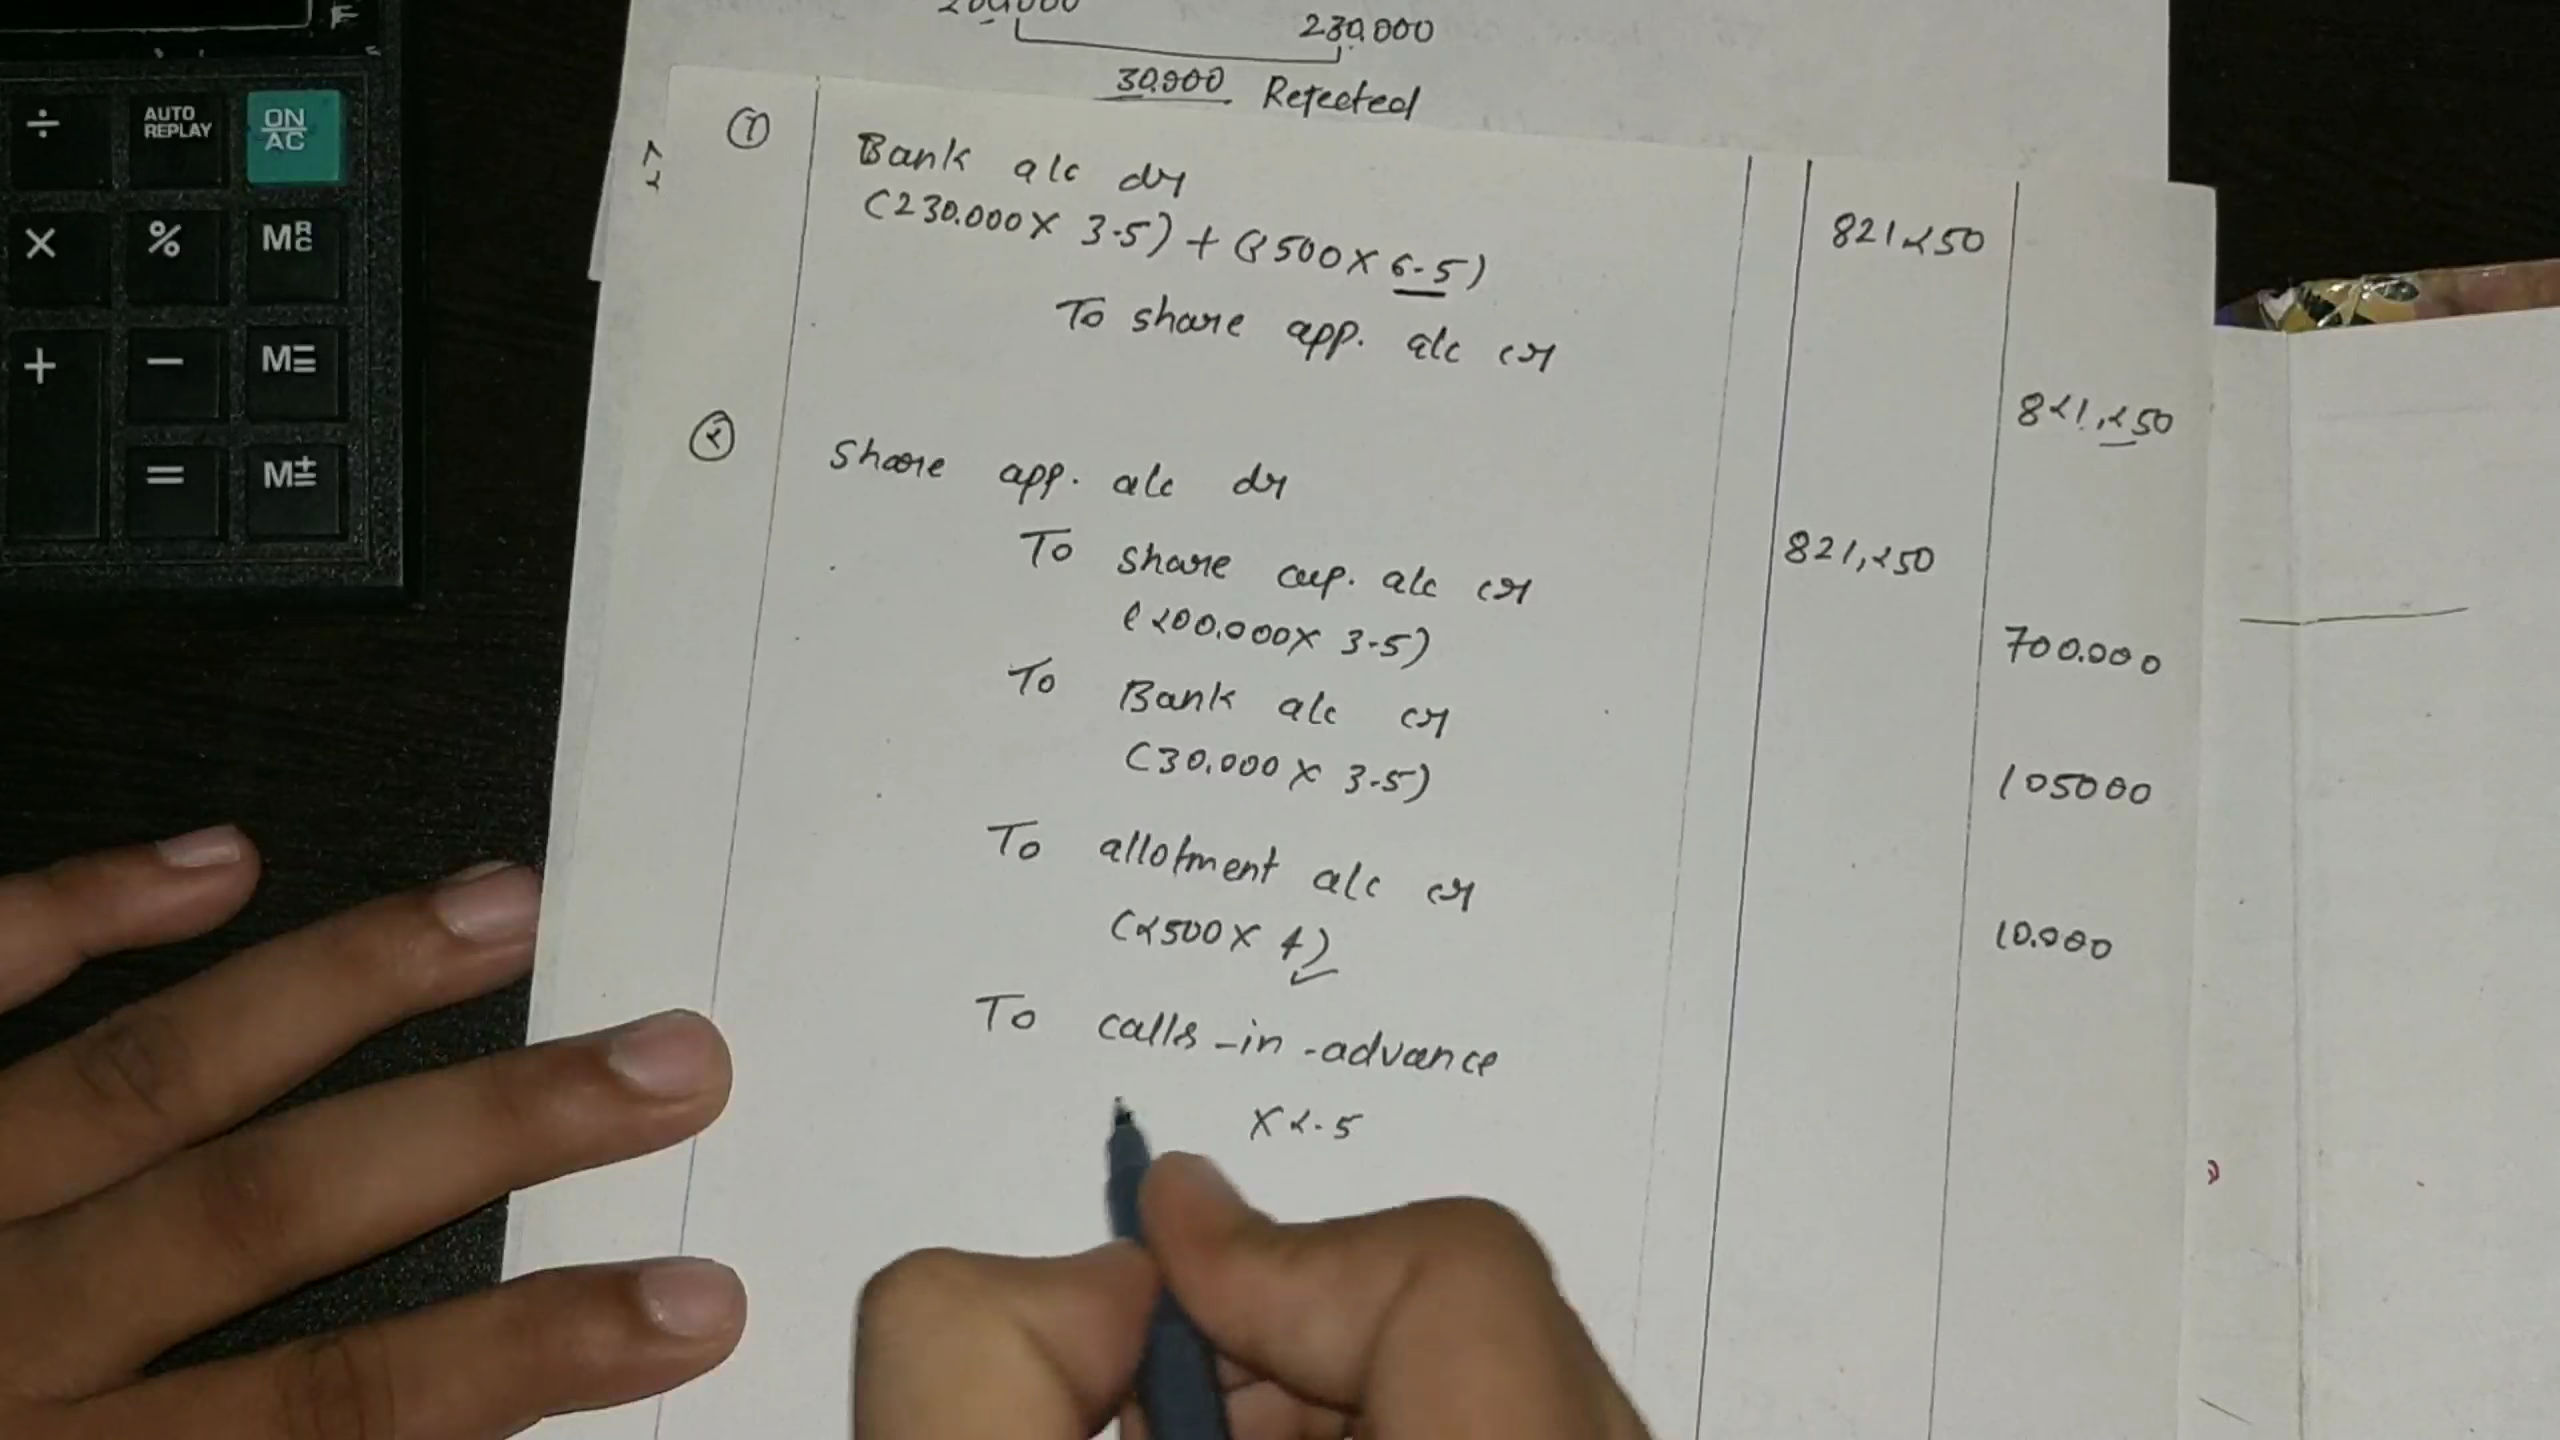 230.000
30.000 Rejected
÷ AUTO REPLAY ON AC
× % MRC
+ − M=
= M±
① Bank a/c dr
(230.000 X 3.5) + (2500 X 6.5) 821250
To share app. a/c cr
821,250
② Share app. a/c dr
821,250
To share cap. a/c cr
(200.000 X 3.5) 700.000
To Bank a/c cr
(30.000 X 3.5) 105000
To allotment a/c cr
(2500 X 4) 10.000
To calls-in-advance
X 2.5